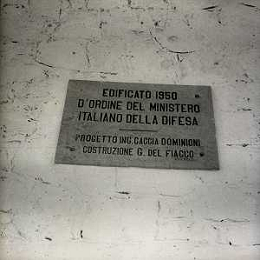 EDIFICATO 1950
D'ORDINE DEL MINISTERO
ITALIANO DELLA DIFESA
PROGETTO ING. CACCIA DOMINIONI
COSTRUZIONE G. DEL FIACCO